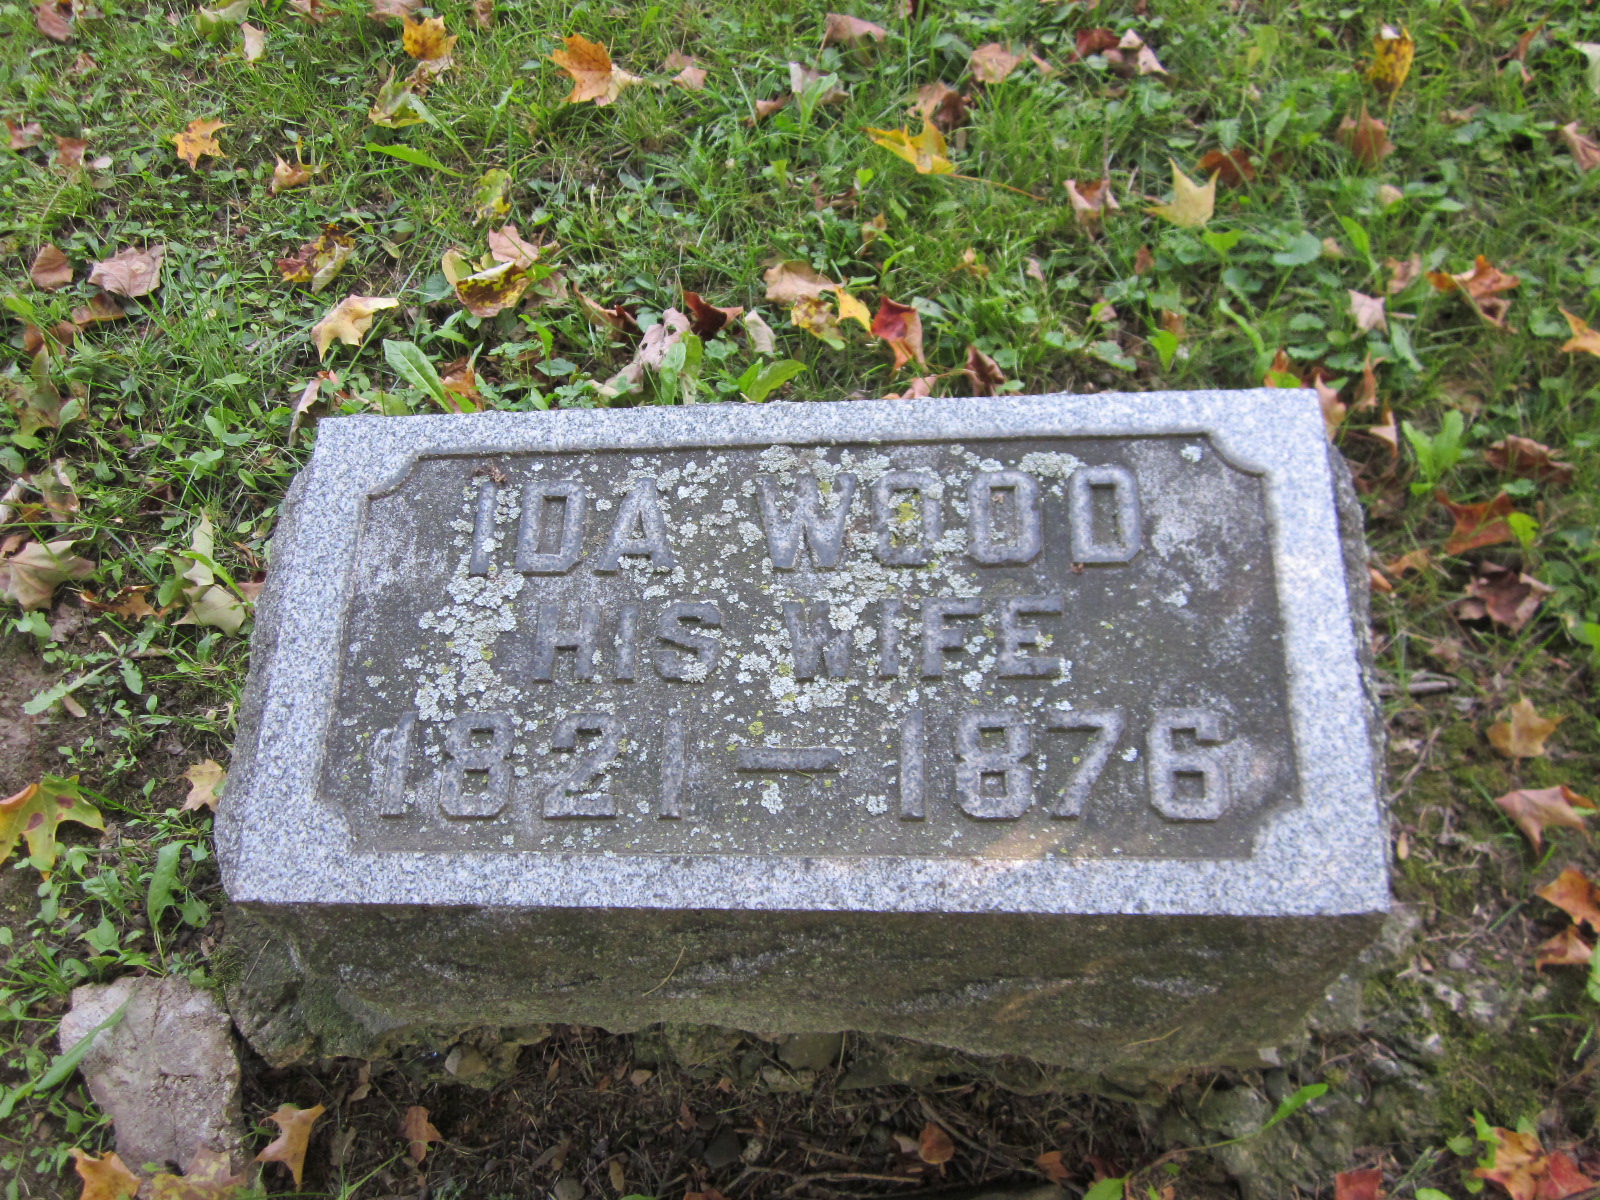 IDA WOOD
HIS WIFE
1821 — 1876